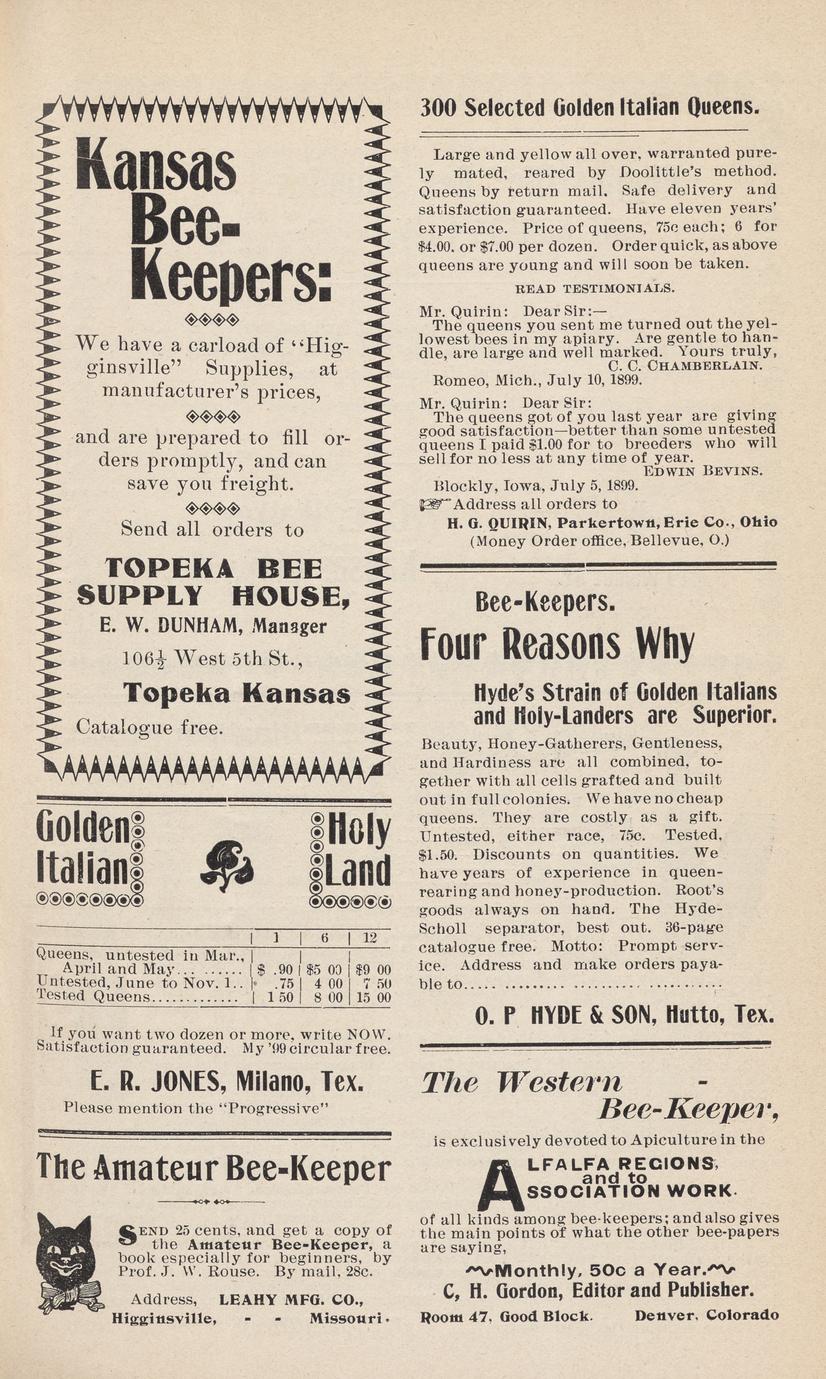 Kansas
Bee-
Keepers:
We have a carload of “Hig-
ginsville” Supplies, at
manufacturer's prices,
and are prepared to fill or-
ders promptly, and can
save you freight.
Send all orders to
TOPEKA BEE
SUPPLY HOUSE,
E. W. DUNHAM, Manager
106½ West 5th St.,
Topeka Kansas
Catalogue free.
Golden Holy
Italian Land
| 1 | 6 | 12
Queens, untested in Mar., | | |
April and May... ...... | $ .90 | $5 00 | $9 00
Untested, June to Nov. 1.. | .75 | 4 00 | 7 50
Tested Queens............. | 1 50 | 8 00 | 15 00
If you want two dozen or more, write NOW.
Satisfaction guaranteed. My '99 circular free.
E. R. JONES, Milano, Tex.
Please mention the “Progressive”
The Amateur Bee-Keeper
SEND 25 cents, and get a copy of
the Amateur Bee-Keeper, a
book especially for beginners, by
Prof. J. W. Rouse. By mail, 28c.
Address, LEAHY MFG. CO.,
Higginsville, - - Missouri.
300 Selected Golden Italian Queens.
Large and yellow all over, warranted pure-
ly mated, reared by Doolittle's method.
Queens by return mail. Safe delivery and
satisfaction guaranteed. Have eleven years'
experience. Price of queens, 75c each; 6 for
$4.00, or $7.00 per dozen. Order quick, as above
queens are young and will soon be taken.
READ TESTIMONIALS.
Mr. Quirin: Dear Sir:—
The queens you sent me turned out the yel-
lowest bees in my apiary. Are gentle to han-
dle, are large and well marked. Yours truly,
C. C. CHAMBERLAIN.
Romeo, Mich., July 10, 1899.
Mr. Quirin: Dear Sir:
The queens got of you last year are giving
good satisfaction—better than some untested
queens I paid $1.00 for to breeders who will
sell for no less at any time of year.
EDWIN BEVINS.
Blockly, Iowa, July 5, 1899.
☞Address all orders to
H. G. QUIRIN, Parkertown, Erie Co., Ohio
(Money Order office, Bellevue, O.)
Bee-Keepers.
Four Reasons Why
Hyde's Strain of Golden Italians
and Holy-Landers are Superior.
Beauty, Honey-Gatherers, Gentleness,
and Hardiness are all combined, to-
gether with all cells grafted and built
out in full colonies. We have no cheap
queens. They are costly as a gift.
Untested, either race, 75c. Tested,
$1.50. Discounts on quantities. We
have years of experience in queen-
rearing and honey-production. Root's
goods always on hand. The Hyde-
Scholl separator, best out. 36-page
catalogue free. Motto: Prompt serv-
ice. Address and make orders paya-
ble to..... ......... ......... .........
O. P HYDE & SON, Hutto, Tex.
The Western -
Bee-Keeper,
is exclusively devoted to Apiculture in the
ALFALFA REGIONS,
and to
ASSOCIATION WORK.
of all kinds among bee-keepers; and also gives
the main points of what the other bee-papers
are saying,
Monthly, 50c a Year.
C, H. Gordon, Editor and Publisher.
Room 47, Good Block. Denver, Colorado